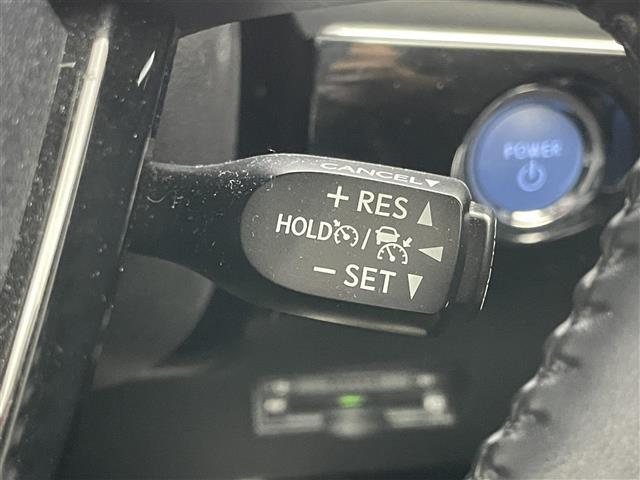 CANCEL▼
+ RES ▲
HOLD / ◀
− SET ▼
POWER